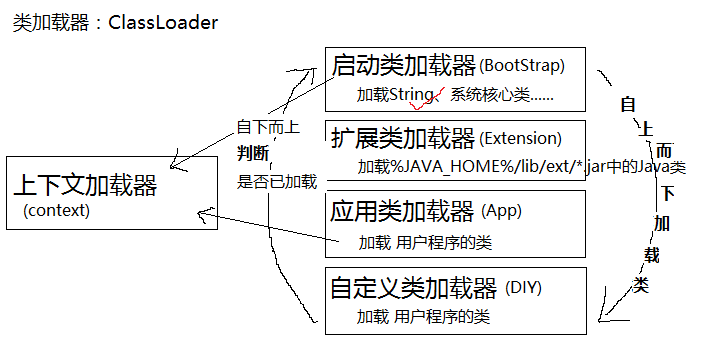 类加载器：ClassLoader
启动类加载器 (BootStrap)
加载String、系统核心类......
扩展类加载器 (Extension)
加载%JAVA_HOME%/lib/ext/*.jar中的Java类
应用类加载器 (App)
加载 用户程序的类
自定义类加载器 (DIY)
加载 用户程序的类
自下而上
判断
是否已加载
上下文加载器
(context)
自上而下加载类